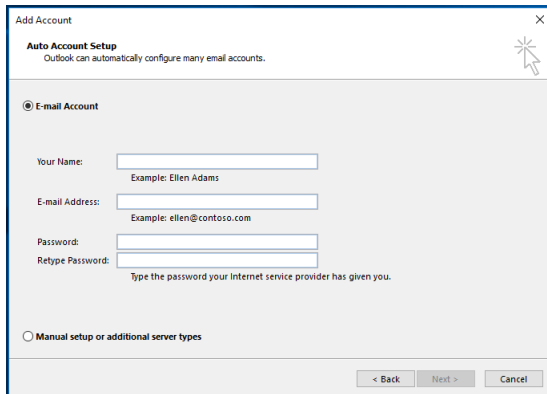 Add Account
Auto Account Setup
Outlook can automatically configure many email accounts.
E-mail Account
Your Name:
Example: Ellen Adams
E-mail Address:
Example: ellen@contoso.com
Password:
Retype Password:
Type the password your Internet service provider has given you.
Manual setup or additional server types
< Back Next > Cancel